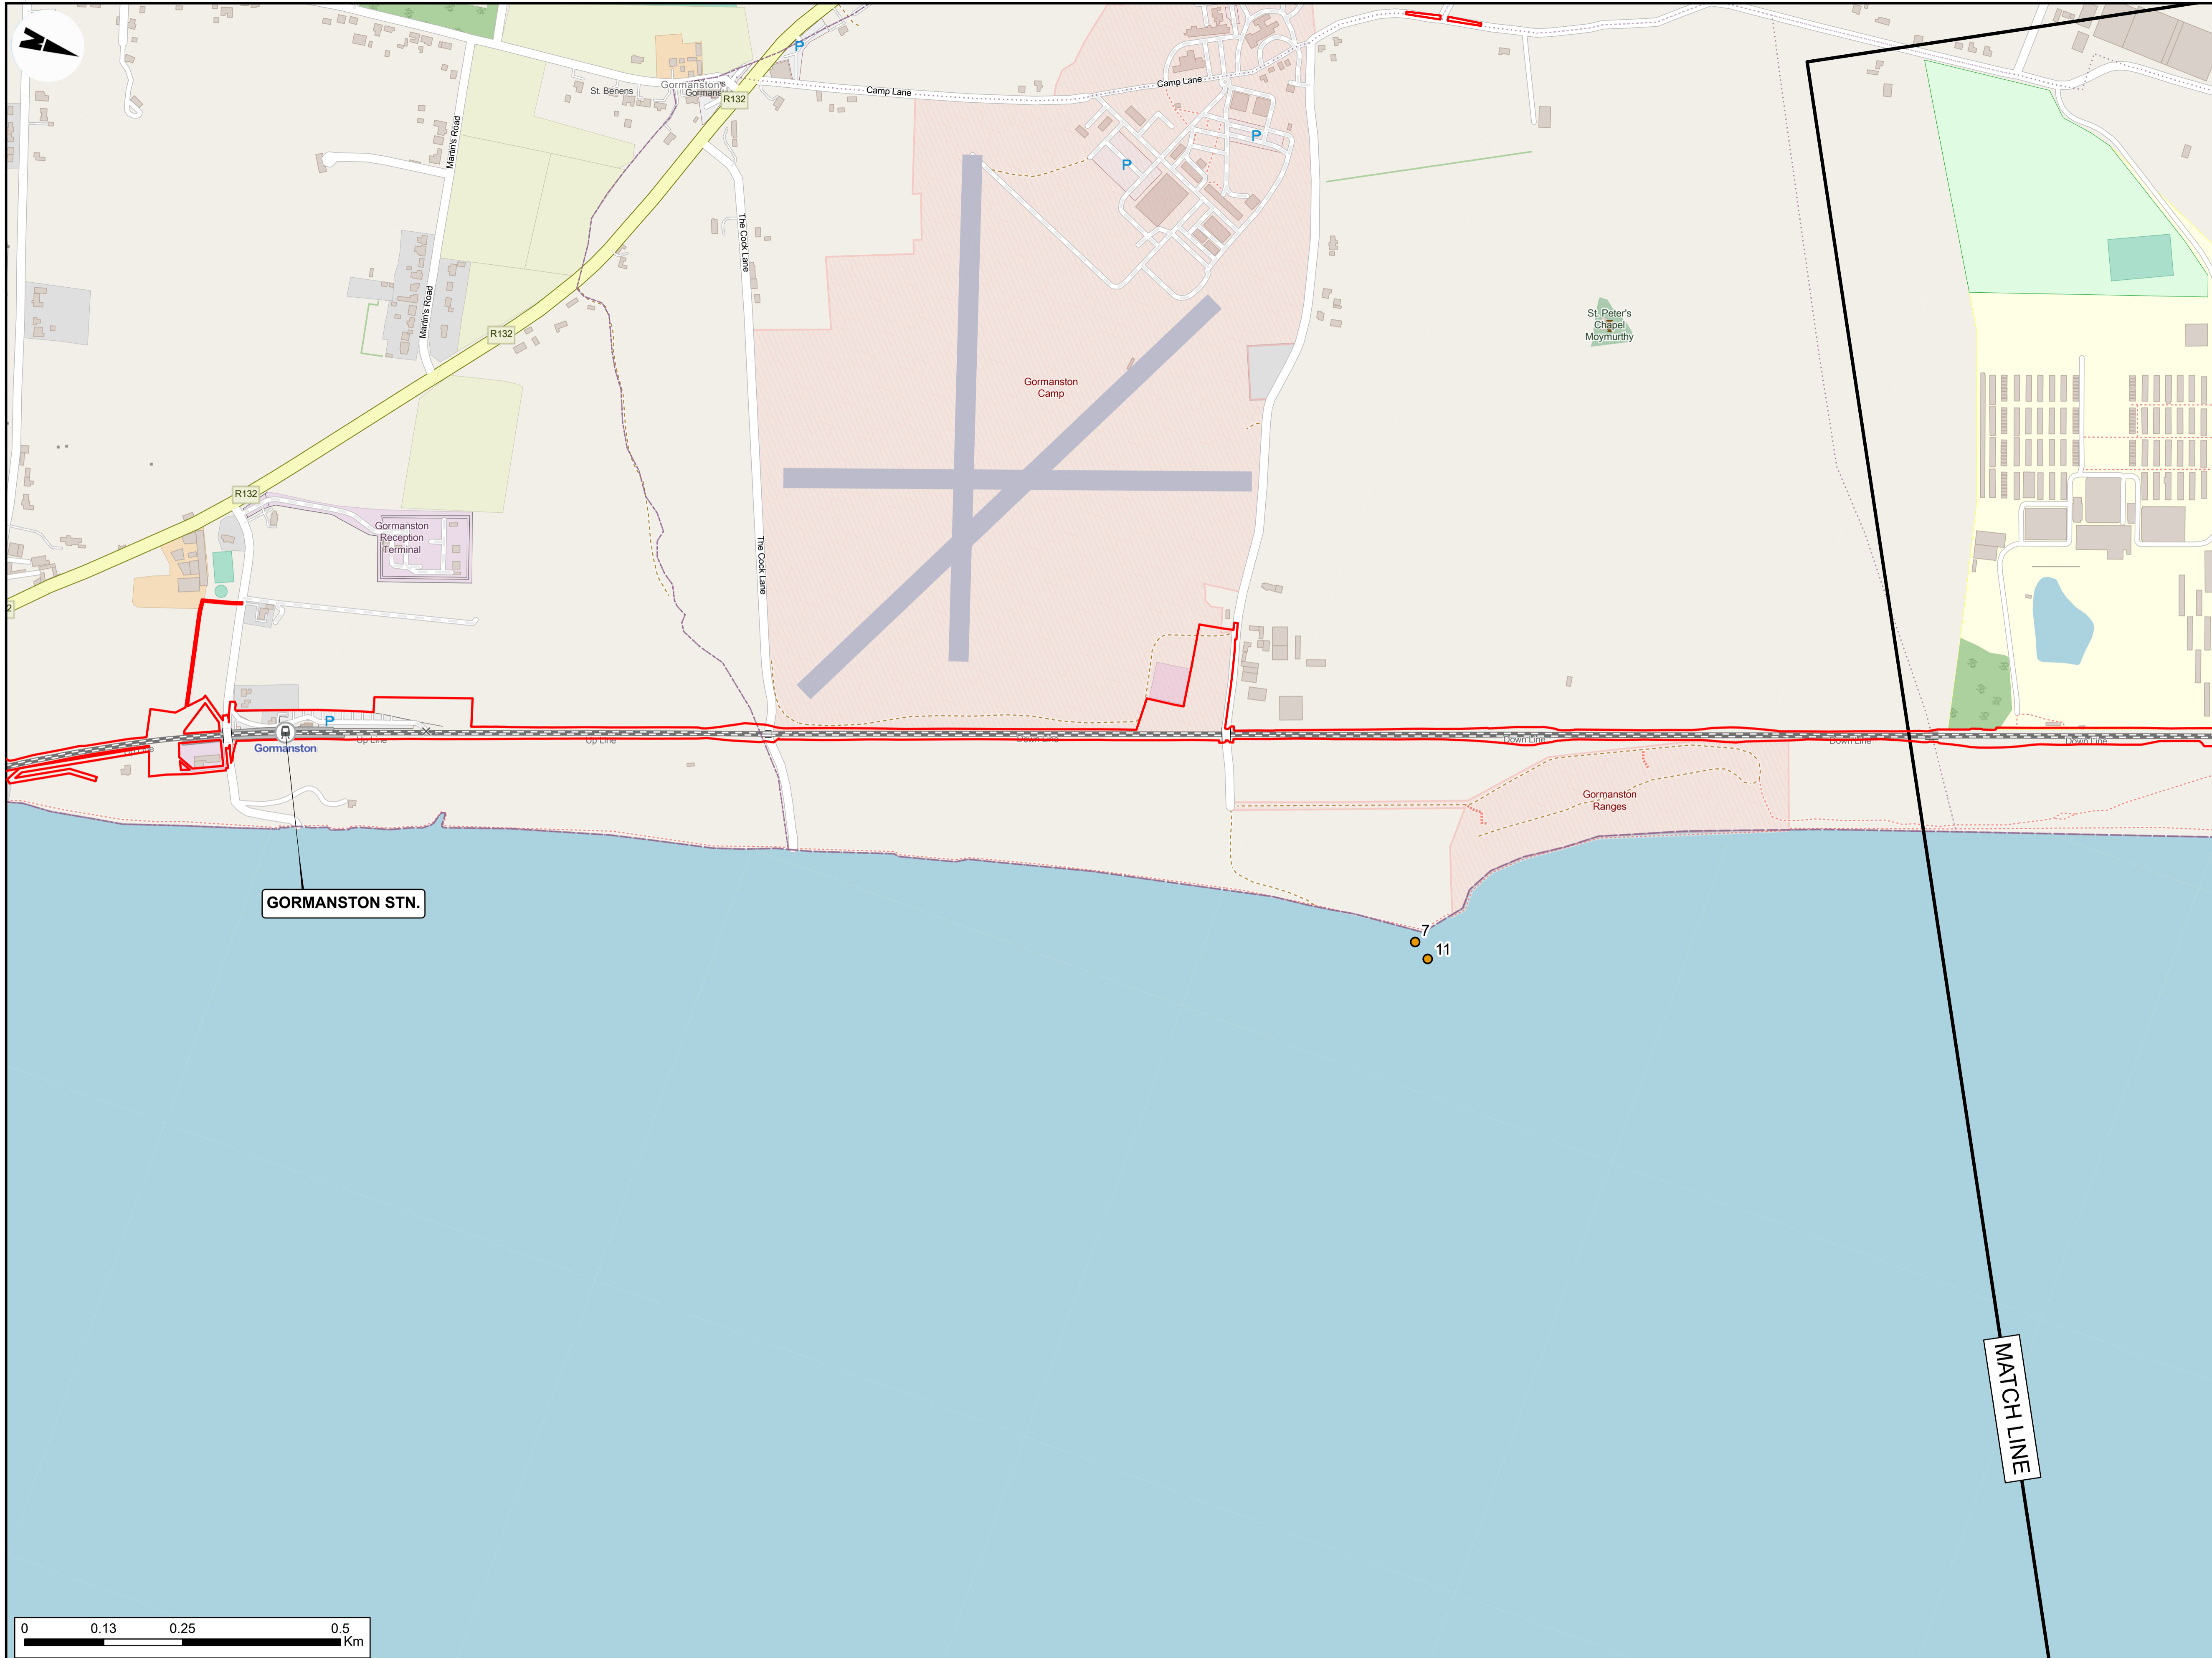 N
P
St. Benens
Gormanston's
Gormans
R132
Camp Lane
Camp Lane
P
P
Martin's Road
The Cock Lane
Martin's Road
R132
St. Peter's
Chapel
Moymurthy
Gormanston
Camp
R132
Gormanston
Reception
Terminal
The Cock Lane
2
P
Gormanston
Up Line
Up Line
Down Line
Down Line
Down Line
Down Line
Gormanston
Ranges
GORMANSTON STN.
7
11
MATCH LINE
0 0.13 0.25 0.5
Km